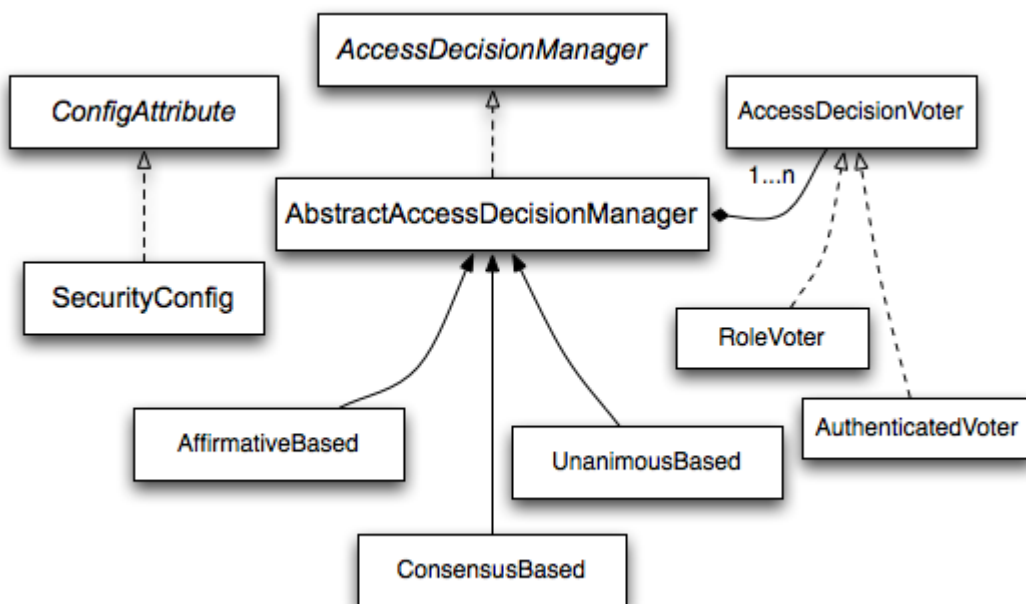 AccessDecisionManager
ConfigAttribute
AccessDecisionVoter
1...n
AbstractAccessDecisionManager
SecurityConfig
RoleVoter
AuthenticatedVoter
AffirmativeBased
UnanimousBased
ConsensusBased